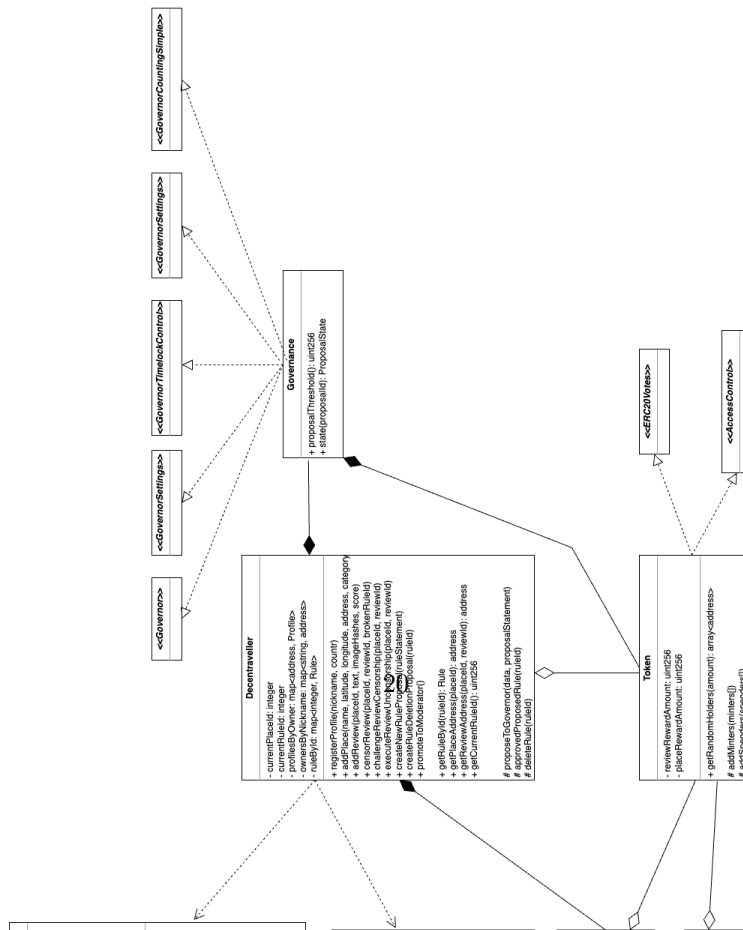 <<GovernorCountingSimple>>
<<GovernorSettings>>
<<GovernorTimelockControl>>
<<GovernorSettings>>
<<Governor>>
Governance
+ proposalThreshold(): uint256
+ state(proposalId): ProposalState
<<ERC20Votes>>
<<AccessControl>>
Decentraveller
- currentPlaceId: integer
- currentRuleId: integer
- profilesByOwner: map<address, Profile>
- ownersByNickname: map<string, address>
- ruleById: map<integer, Rule>
+ registerProfile(nickname, countr)
+ addPlace(name, latitude, longitude, address, category
+ addReview(placeId, text, imageHashes, score)
+ censorReview(placeId, reviewId, brokenRuleId)
+ challengeReviewCensorship(placeId, reviewId)
+ executeReviewUncensorship(placeId, reviewId)
+ createNewRuleProposal(ruleStatement)
+ createRuleDeletionProposal(ruleId)
+ promoteToModerator()
+ getRuleById(ruleId): Rule
+ getPlaceAddress(placeId): address
+ getReviewAddress(placeId, reviewId): address
+ getCurrentRuleId(): uint256
# proposeToGovernr(data, proposalStatement)
# approvedProposedRule(ruleId)
# deleteRule(ruleId)
Token
- reviewRewardAmount: uint256
- placeRewardAmount: uint256
+ getRandomHolders(amount): array<address>
# addMinters(minters[])